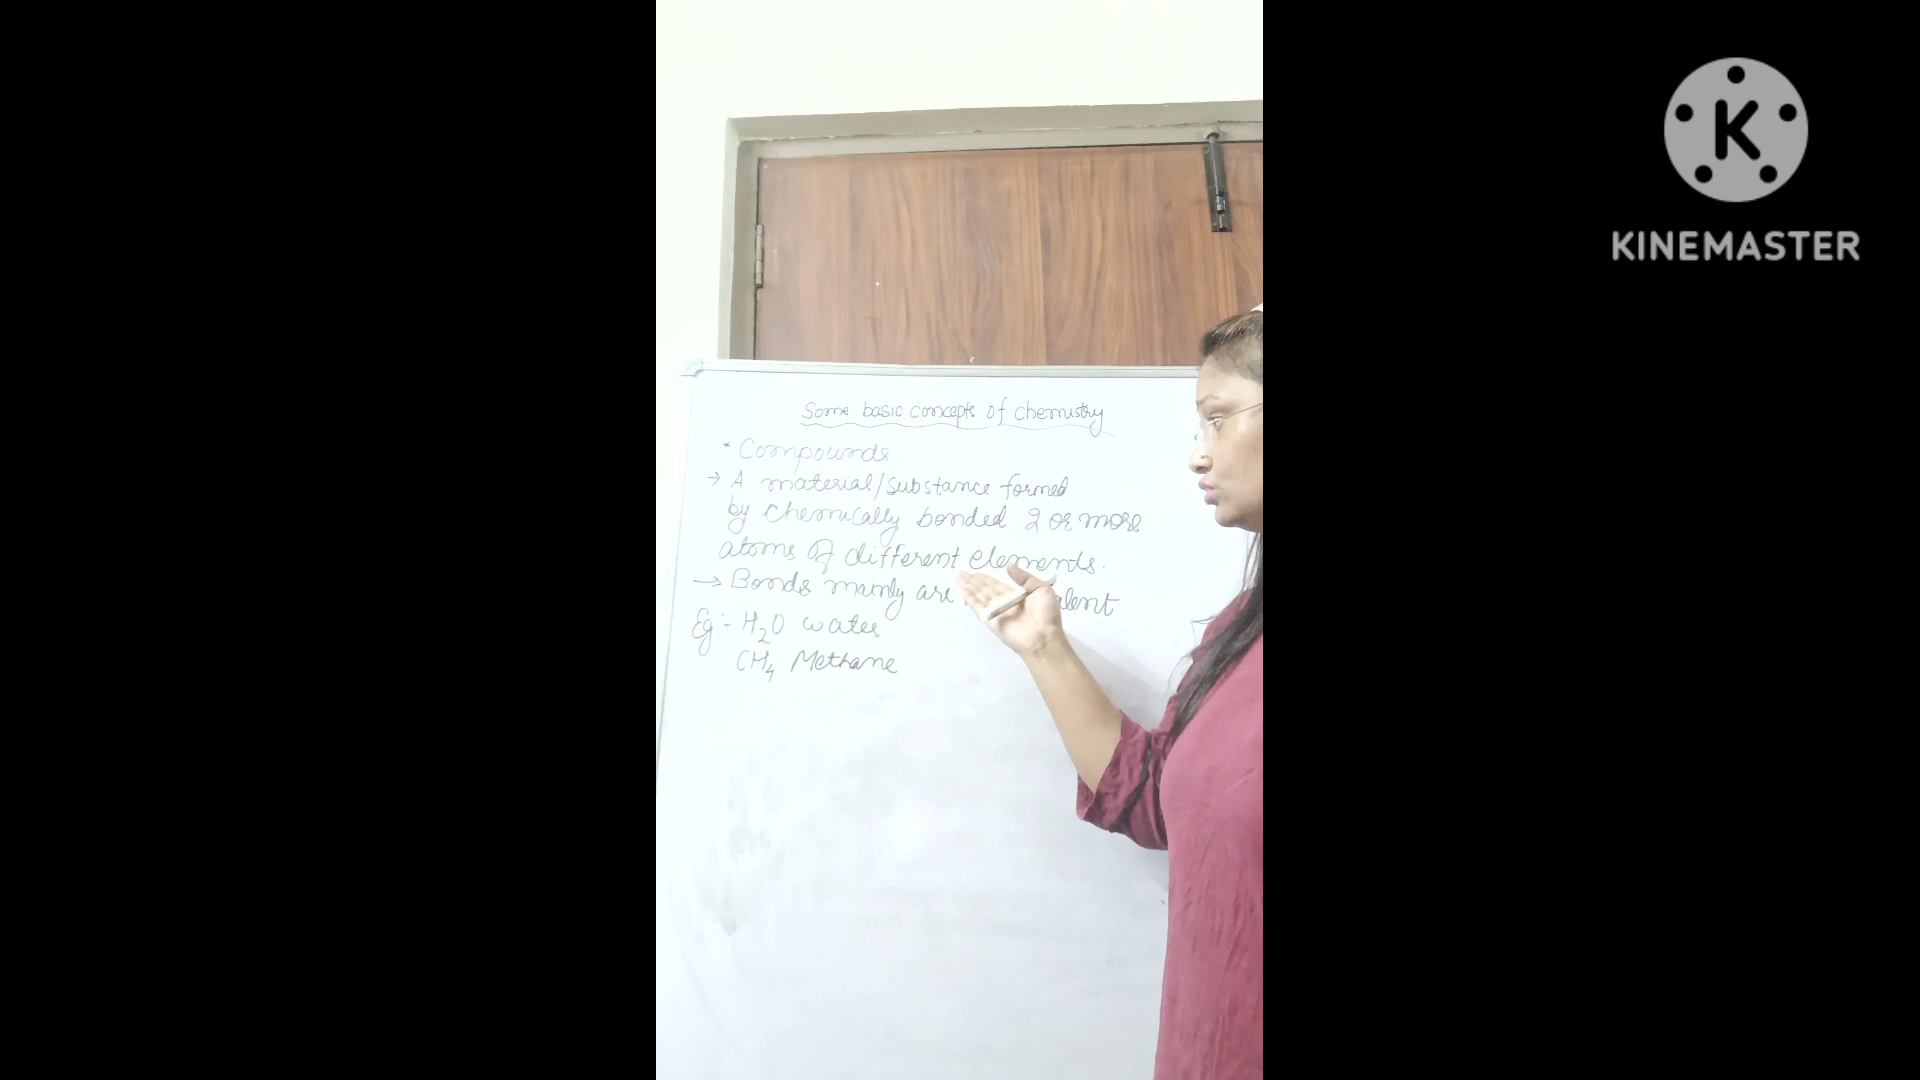 Some basic concepts of chemistry
* Compounds
→ A material/substance formed
by chemically bonded 2 or more
atoms of different elements.
→ Bonds mainly are alent
Eg:- H₂O water
CH₄ Methane
KINEMASTER